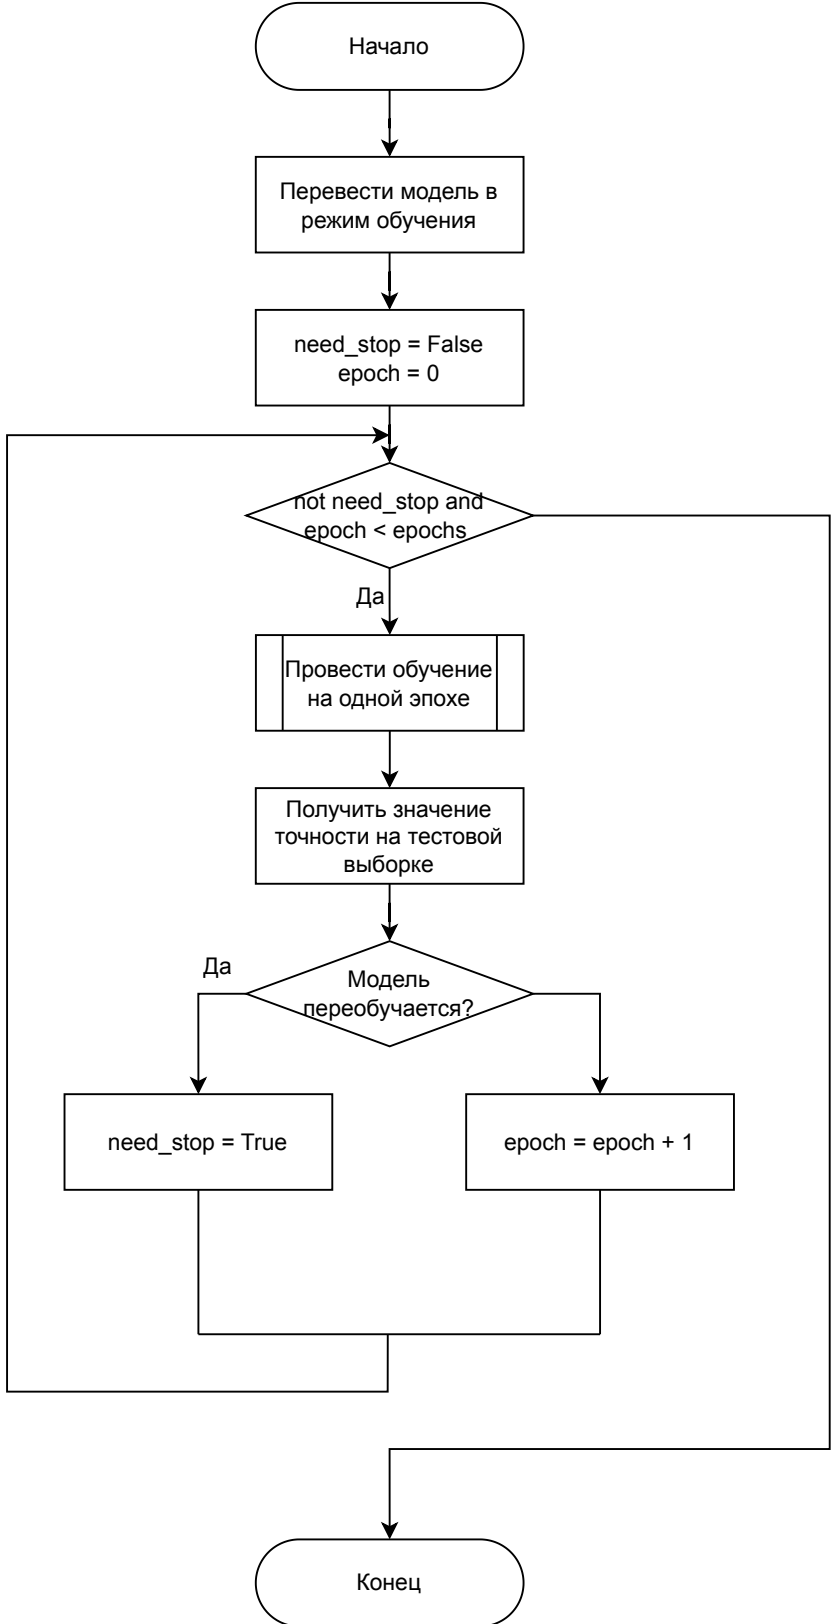 Начало
Перевести модель в
режим обучения
need_stop = False
epoch = 0
not need_stop and
epoch < epochs
Да
Провести обучение
на одной эпохе
Получить значение
точности на тестовой
выборке
Да
Модель
переобучается?
need_stop = True
epoch = epoch + 1
Конец